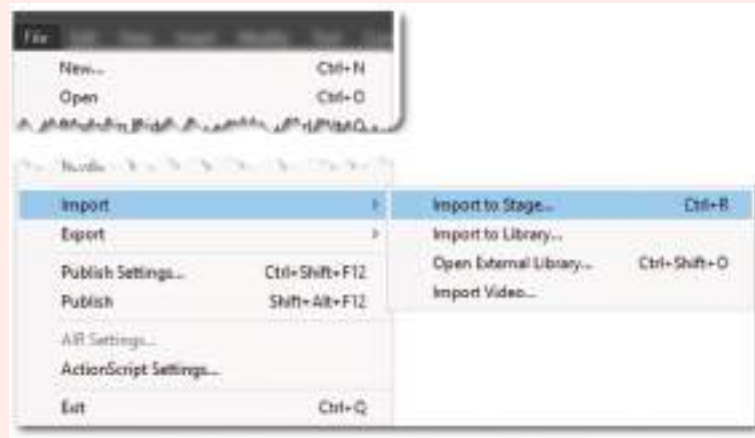 File
New... Ctrl+N
Open Ctrl+O
Import
Export
Publish Settings... Ctrl+Shift+F12
Publish Shift+Alt+F12
AIR Settings...
ActionScript Settings...
Exit Ctrl+Q
Import to Stage... Ctrl+R
Import to Library...
Open External Library... Ctrl+Shift+O
Import Video...